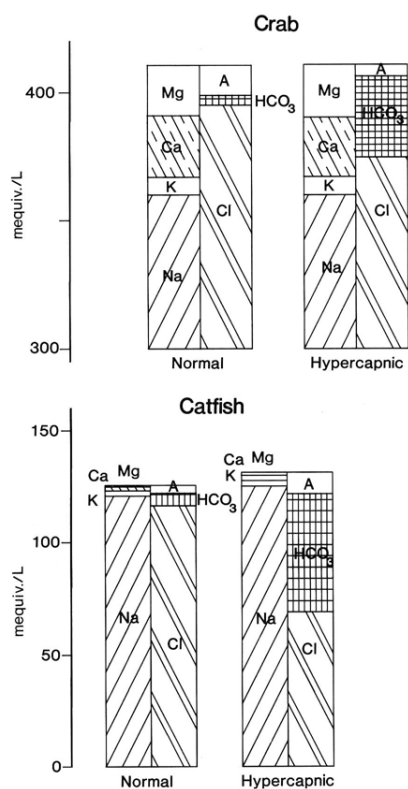 Crab
400
300
mequiv./L
Mg
Ca
K
Na
A
HCO3
Cl
Normal
Mg
Ca
K
Na
A
HCO3
Cl
Hypercapnic
Catfish
150
100
50
0
mequiv./L
Ca Mg
K
Na
A
HCO3
Cl
Normal
Ca Mg
K
Na
A
HCO3
Cl
Hypercapnic